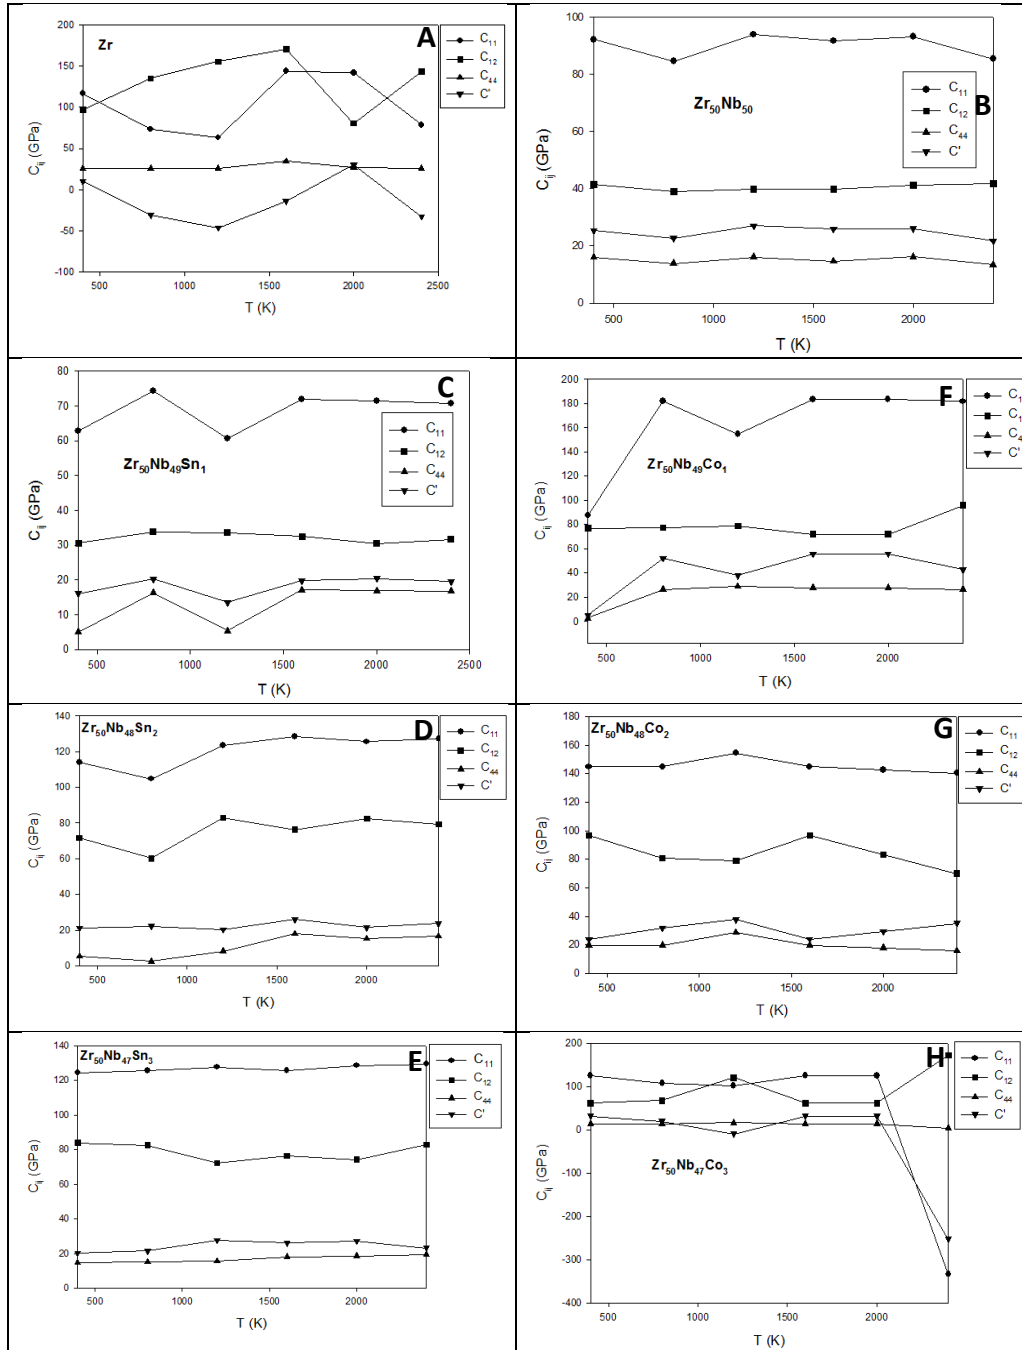 A
Zr
C11
C12
C44
C'
200
150
100
50
0
-50
-100
Cij (GPa)
500
1000
1500
2000
2500
T (K)
B
Zr50Nb50
C11
C12
C44
C'
100
80
60
40
20
0
Cij (GPa)
500
1000
1500
2000
T (K)
C
Zr50Nb49Sn1
C11
C12
C44
C'
80
70
60
50
40
30
20
10
0
Cij (GPa)
500
1000
1500
2000
2500
T (K)
F
Zr50Nb49Co1
C1
C1
C4
C'
200
180
160
140
120
100
80
60
40
20
0
Cij (GPa)
500
1000
1500
2000
T (K)
D
Zr50Nb48Sn2
C11
C12
C44
C'
140
120
100
80
60
40
20
0
Cij (GPa)
500
1000
1500
2000
T (K)
G
Zr50Nb48Co2
C11
C12
C44
C'
180
160
140
120
100
80
60
40
20
0
Cij (GPa)
500
1000
1500
2000
T (K)
E
Zr50Nb47Sn3
C11
C12
C44
C'
140
120
100
80
60
40
20
0
Cij (GPa)
500
1000
1500
2000
T (K)
H
Zr50Nb47Co3
C11
C12
C44
C'
200
100
0
-100
-200
-300
-400
Cij (GPa)
500
1000
1500
2000
T (K)